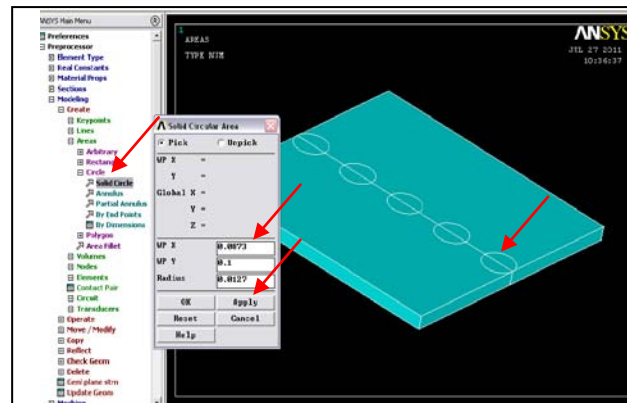 ANSYS Main Menu
Preferences
Preprocessor
Element Type
Real Constants
Material Props
Sections
Modeling
Create
Keypoints
Lines
Areas
Arbitrary
Rectang
Circle
Solid Circle
Annulus
Partial Annulus
By End Points
By Dimensions
Polygon
Area Fillet
Volumes
Nodes
Elements
Contact Pair
Circuit
Transducers
Operate
Move / Modify
Copy
Reflect
Check Geom
Delete
Gen'l plane strn
Update Geom
Meshing
Solid Circular Area
Pick Unpick
WP X =
Y =
Global X =
Y =
Z =
WP X 0.0873
WP Y 0.1
Radius 0.0127
OK Apply
Reset Cancel
Help
1
AREAS
TYPE NUM
ANSYS
JUL 27 2011
10:36:37